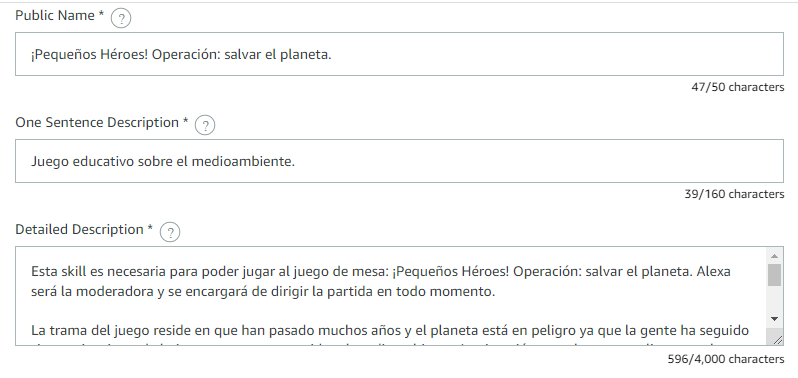 Public Name * ?
¡Pequeños Héroes! Operación: salvar el planeta.
47/50 characters
One Sentence Description * ?
Juego educativo sobre el medioambiente.
39/160 characters
Detailed Description * ?
Esta skill es necesaria para poder jugar al juego de mesa: ¡Pequeños Héroes! Operación: salvar el planeta. Alexa
será la moderadora y se encargará de dirigir la partida en todo momento.
La trama del juego reside en que han pasado muchos años y el planeta está en peligro ya que la gente ha seguido
596/4,000 characters